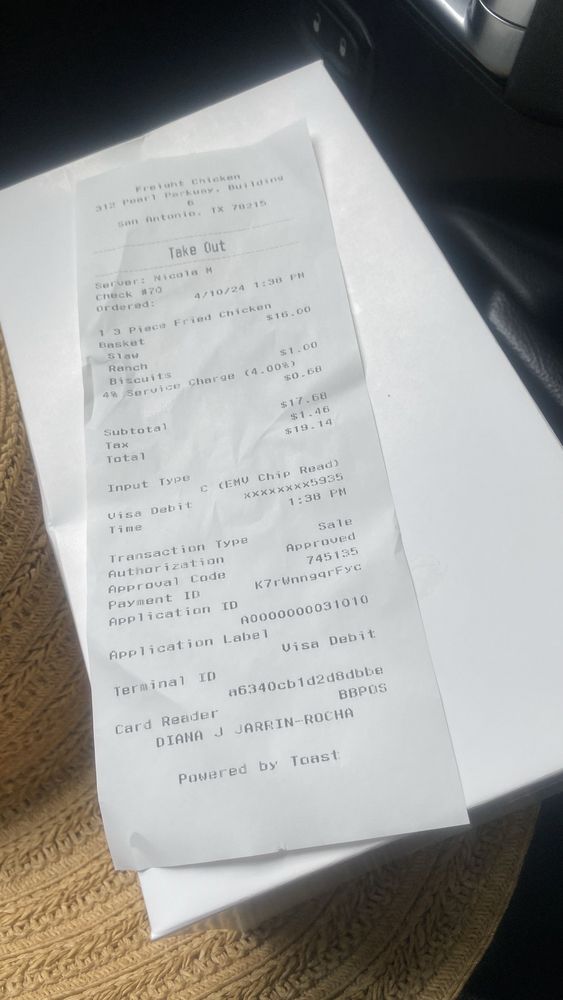 Freight Chicken
312 Pearl Parkway, Building
6
San Antonio, TX 78215
Take Out
Server: Nicole M
Check #70
Ordered: 4/10/24 1:38 PM
1 3 Piece Fried Chicken
Basket $16.00
Slaw
Ranch $1.00
Biscuits
4% Service Charge (4.00%) $0.68
Subtotal $17.68
Tax $1.46
Total $19.14
Input Type
C (EMV Chip Read)
Visa Debit xxxxxxxx5935
Time 1:38 PM
Transaction Type Sale
Authorization Approved
Approval Code 745135
Payment ID
K7rWnnqrFyc
Application ID
A0000000031010
Application Label
Visa Debit
Terminal ID
a6340cb1d2d8dbbe
Card Reader BBPOS
DIANA J JARRIN-ROCHA
Powered by Toast